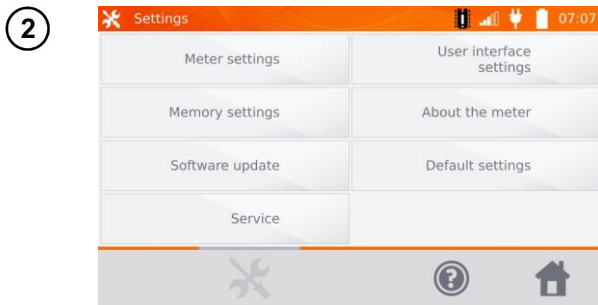 2
Settings
07:07
Meter settings
User interface
settings
Memory settings
About the meter
Software update
Default settings
Service
?